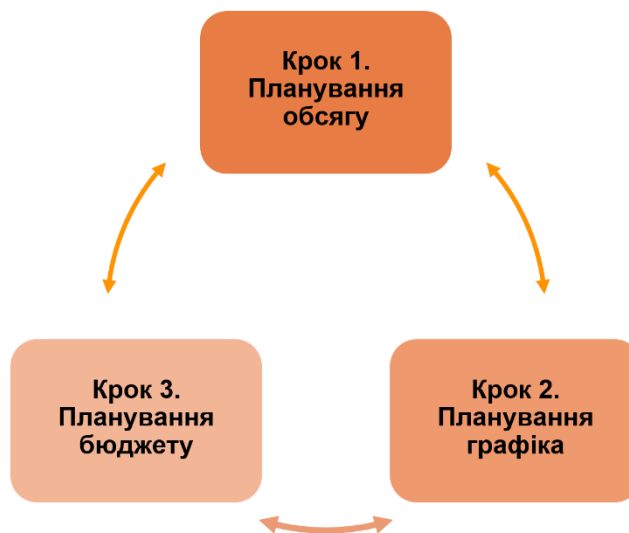 Крок 1.
Планування
обсягу
Крок 3.
Планування
бюджету
Крок 2.
Планування
графіка